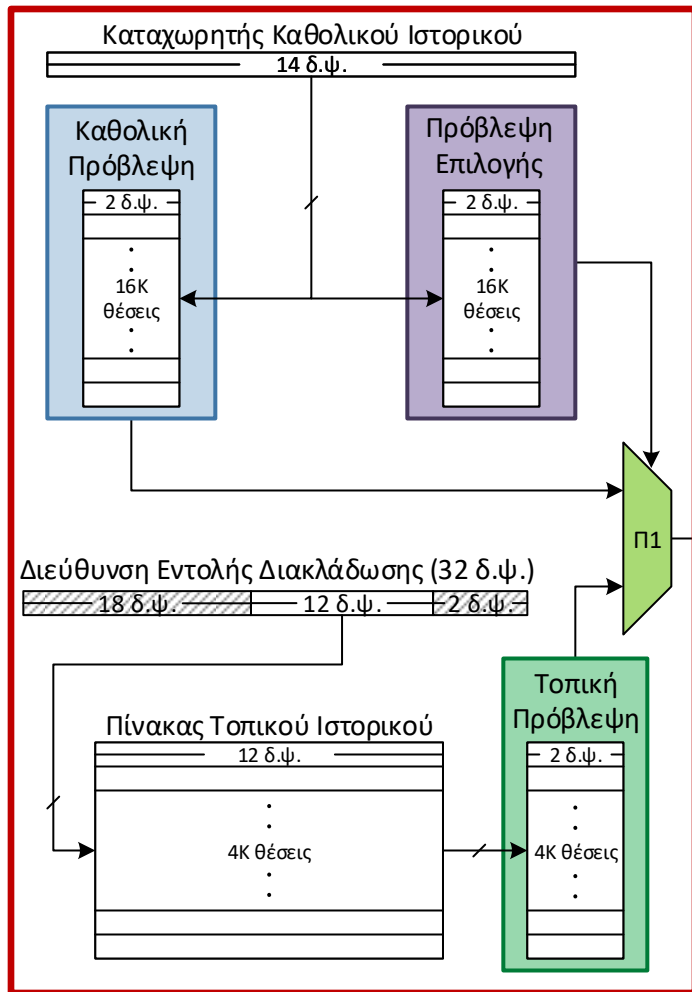 Καταχωρητής Καθολικού Ιστορικού
14 δ.ψ.
Καθολική
Πρόβλεψη
2 δ.ψ.
16K
θέσεις
Πρόβλεψη
Επιλογής
2 δ.ψ.
16K
θέσεις
Π1
Διεύθυνση Εντολής Διακλάδωσης (32 δ.ψ.)
18 δ.ψ. 12 δ.ψ. 2 δ.ψ.
Πίνακας Τοπικού Ιστορικού
12 δ.ψ.
4K θέσεις
Τοπική
Πρόβλεψη
2 δ.ψ.
4K θέσεις